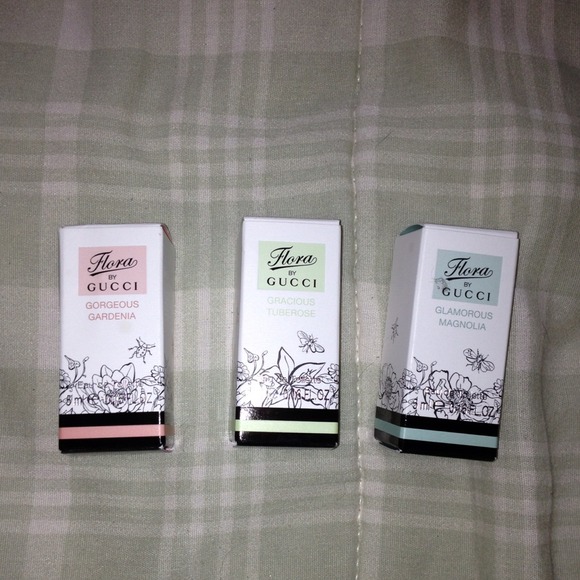 Flora
BY
GUCCI
GORGEOUS
GARDENIA
Flora
BY
GUCCI
GRACIOUS
TUBEROSE
Flora
BY
GUCCI
GLAMOROUS
MAGNOLIA